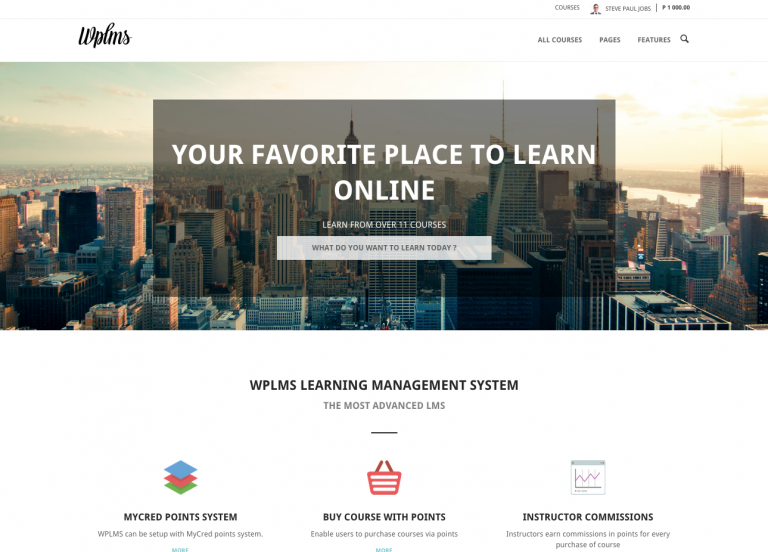 COURSES STEVE PAUL JOBS P 1 000.00
Wplms
ALL COURSES PAGES FEATURES
YOUR FAVORITE PLACE TO LEARN
ONLINE
LEARN FROM OVER 11 COURSES
WHAT DO YOU WANT TO LEARN TODAY ?
WPLMS LEARNING MANAGEMENT SYSTEM
THE MOST ADVANCED LMS
MYCRED POINTS SYSTEM
WPLMS can be setup with MyCred points system.
MORE
BUY COURSE WITH POINTS
Enable users to purchase courses via points
MORE
INSTRUCTOR COMMISSIONS
Instructors earn commissions in points for every
purchase of course